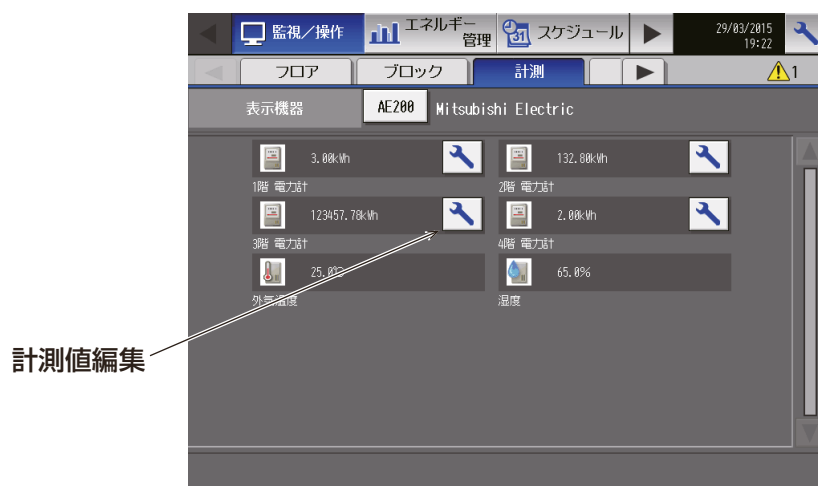 監視／操作
エネルギー
管理
31
スケジュール
29/03/2015
19:22
フロア
ブロック
計測
1
表示機器
AE200
Mitsubishi Electric
3.00kWh
132.80kWh
1階 電力計
2階 電力計
123457.78kWh
2.00kWh
3階 電力計
4階 電力計
65.0%
外気温度
湿度
計測値編集